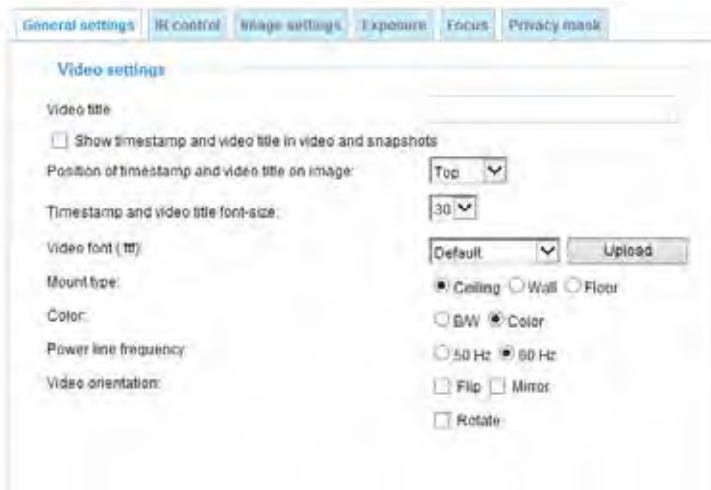 General settings IR control Image settings Exposure Focus Privacy mask
Video settings
Video title
Show timestamp and video title in video and snapshots
Position of timestamp and video title on image: Top
Timestamp and video title font-size: 30
Video font (.ttf): Default Upload
Mount type: Ceiling Wall Floor
Color: B/W Color
Power line frequency: 50 Hz 60 Hz
Video orientation: Flip Mirror
Rotate